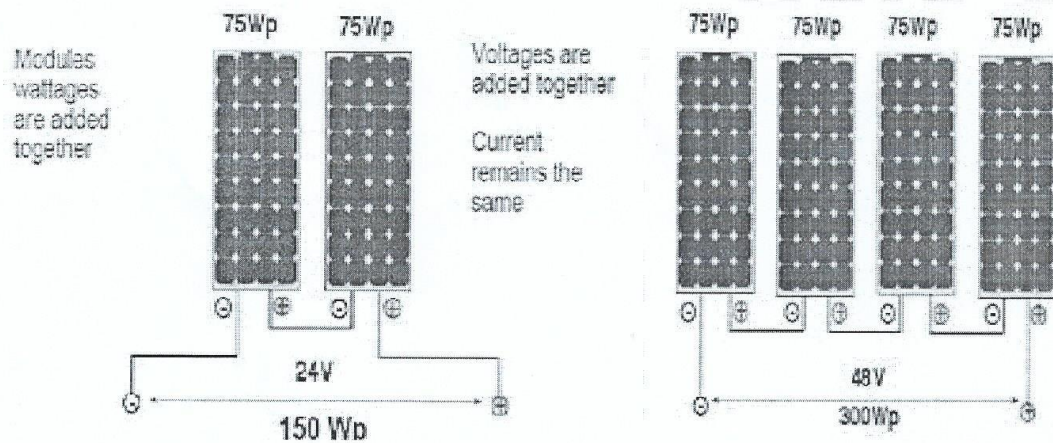 75Wp 75Wp
Modules
wattages
are added
together
24V
150 Wp
Voltages are
added together
Current
remains the
same
75Wp 75Wp 75Wp 75Wp
48V
300Wp